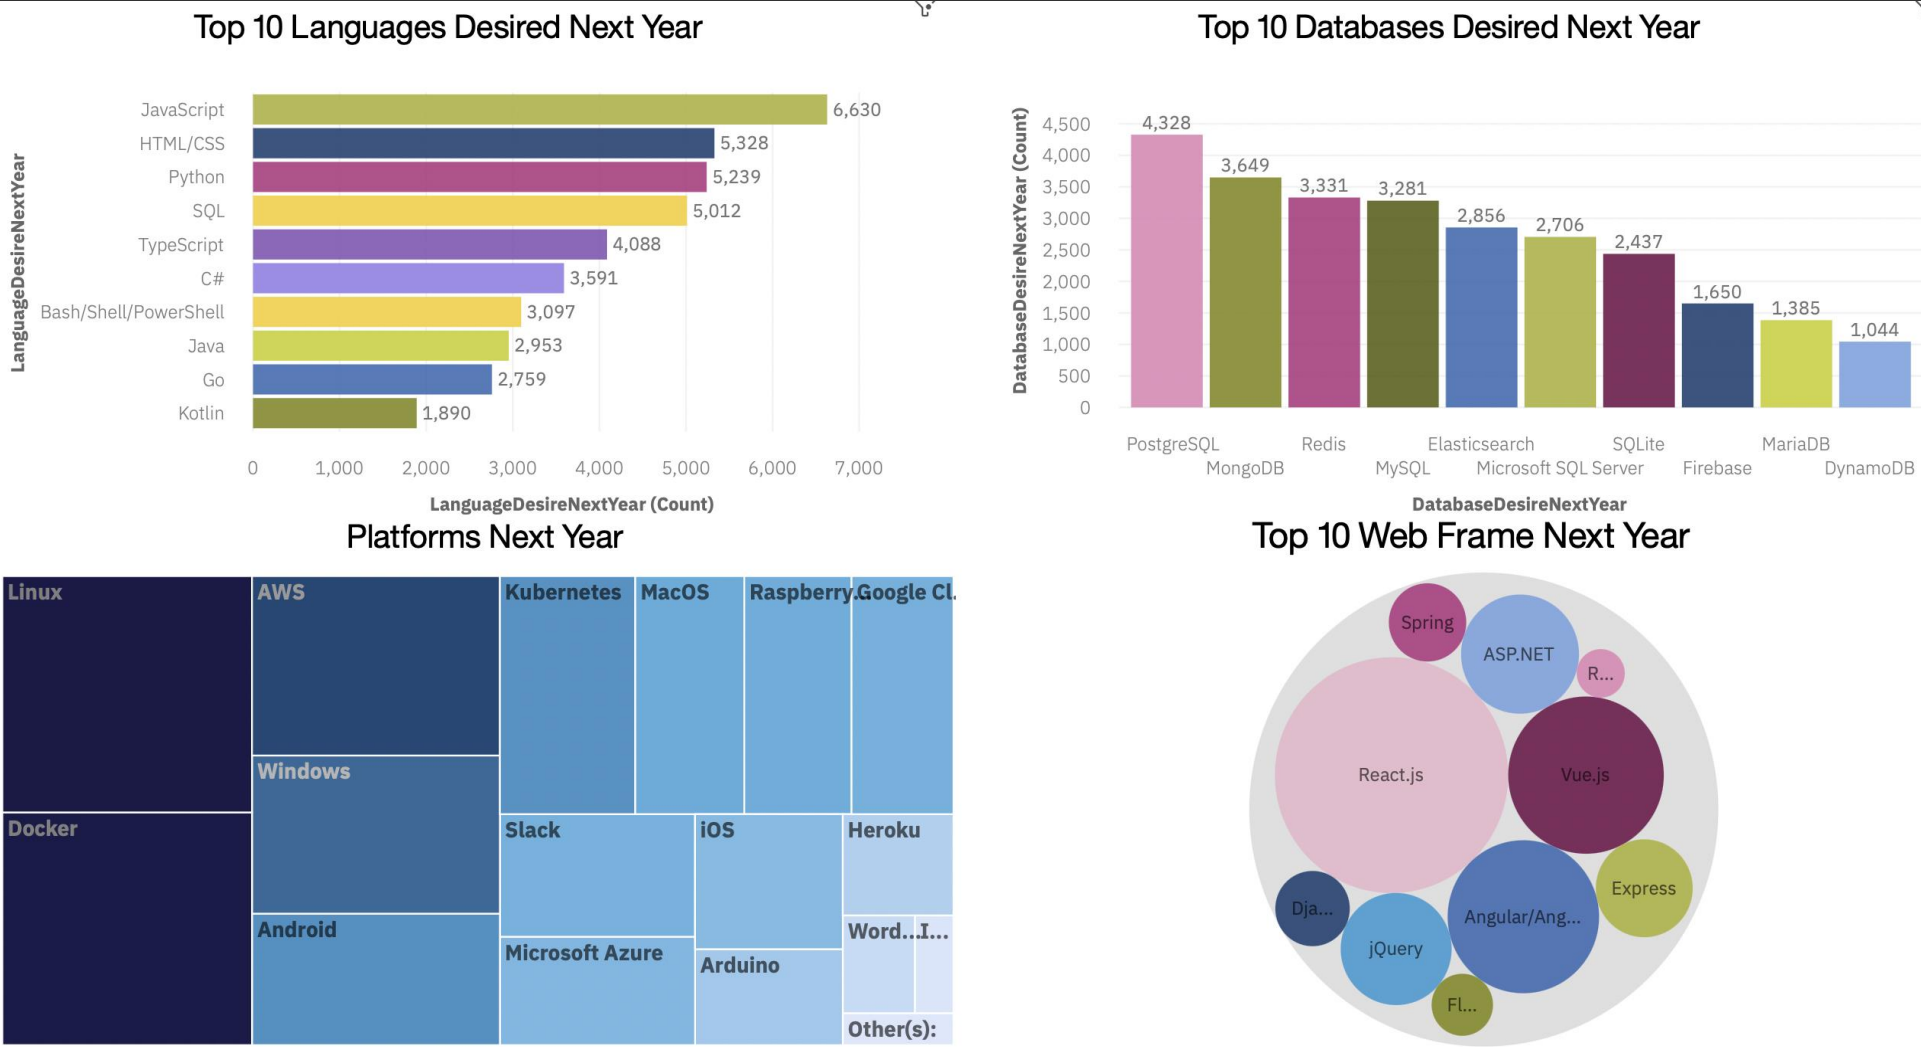 Top 10 Languages Desired Next Year
LanguageDesireNextYear
JavaScript 6,630
HTML/CSS 5,328
Python 5,239
SQL 5,012
TypeScript 4,088
C# 3,591
Bash/Shell/PowerShell 3,097
Java 2,953
Go 2,759
Kotlin 1,890
0 1,000 2,000 3,000 4,000 5,000 6,000 7,000
LanguageDesireNextYear (Count)
Top 10 Databases Desired Next Year
DatabaseDesireNextYear (Count)
4,500
4,000
3,500
3,000
2,500
2,000
1,500
1,000
500
0
4,328
3,649
3,331
3,281
2,856
2,706
2,437
1,650
1,385
1,044
PostgreSQL Redis Elasticsearch SQLite MariaDB
MongoDB MySQL Microsoft SQL Server Firebase DynamoDB
DatabaseDesireNextYear
Platforms Next Year
Linux
Docker
AWS
Windows
Android
Kubernetes
MacOS
Raspberry...
Google Cl.
Slack
Microsoft Azure
iOS
Arduino
Heroku
Word...
I...
Other(s):
Top 10 Web Frame Next Year
Spring
ASP.NET
R...
React.js
Vue.js
Express
Dja...
jQuery
Angular/Ang...
Fl...